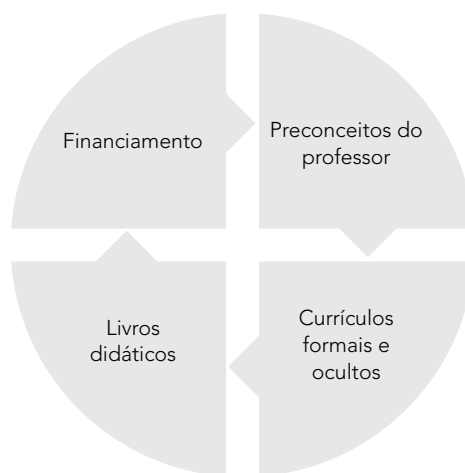 Financiamento
Preconceitos do
professor
Livros
didáticos
Currículos
formais e
ocultos